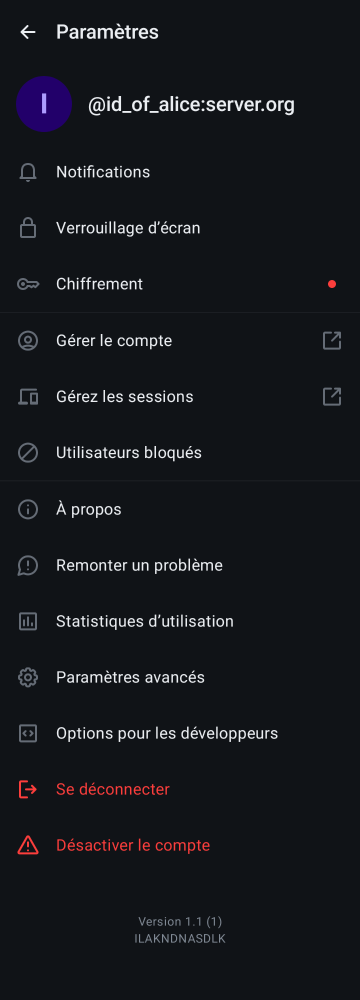 Paramètres
I
@id_of_alice:server.org
Notifications
Verrouillage d’écran
Chiffrement
Gérer le compte
Gérez les sessions
Utilisateurs bloqués
À propos
Remonter un problème
Statistiques d’utilisation
Paramètres avancés
Options pour les développeurs
Se déconnecter
Désactiver le compte
Version 1.1 (1)
ILAKNDNASDLK